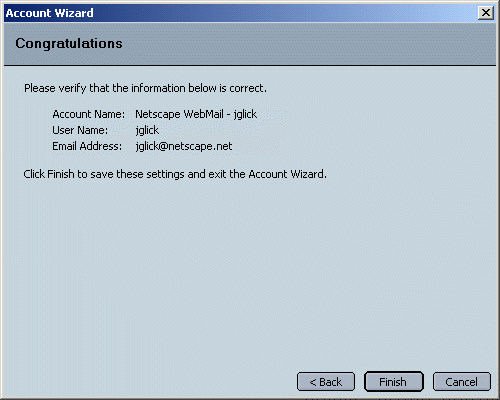 Account Wizard
Congratulations
Please verify that the information below is correct.
Account Name: Netscape WebMail - jglick
User Name: jglick
Email Address: jglick@netscape.net
Click Finish to save these settings and exit the Account Wizard.
< Back Finish Cancel